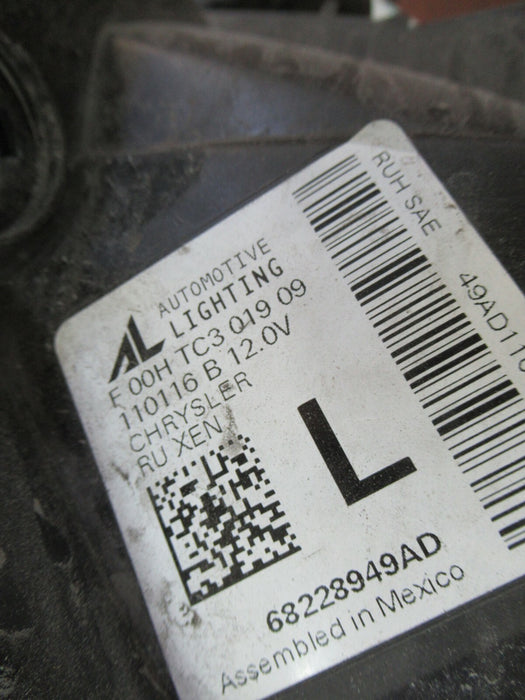 AL AUTOMOTIVE
LIGHTING
F 00H TC3 019 09
110116 B 12.0V
CHRYSLER
RU XEN
L
68228949AD
Assembled in Mexico
RUH SAE